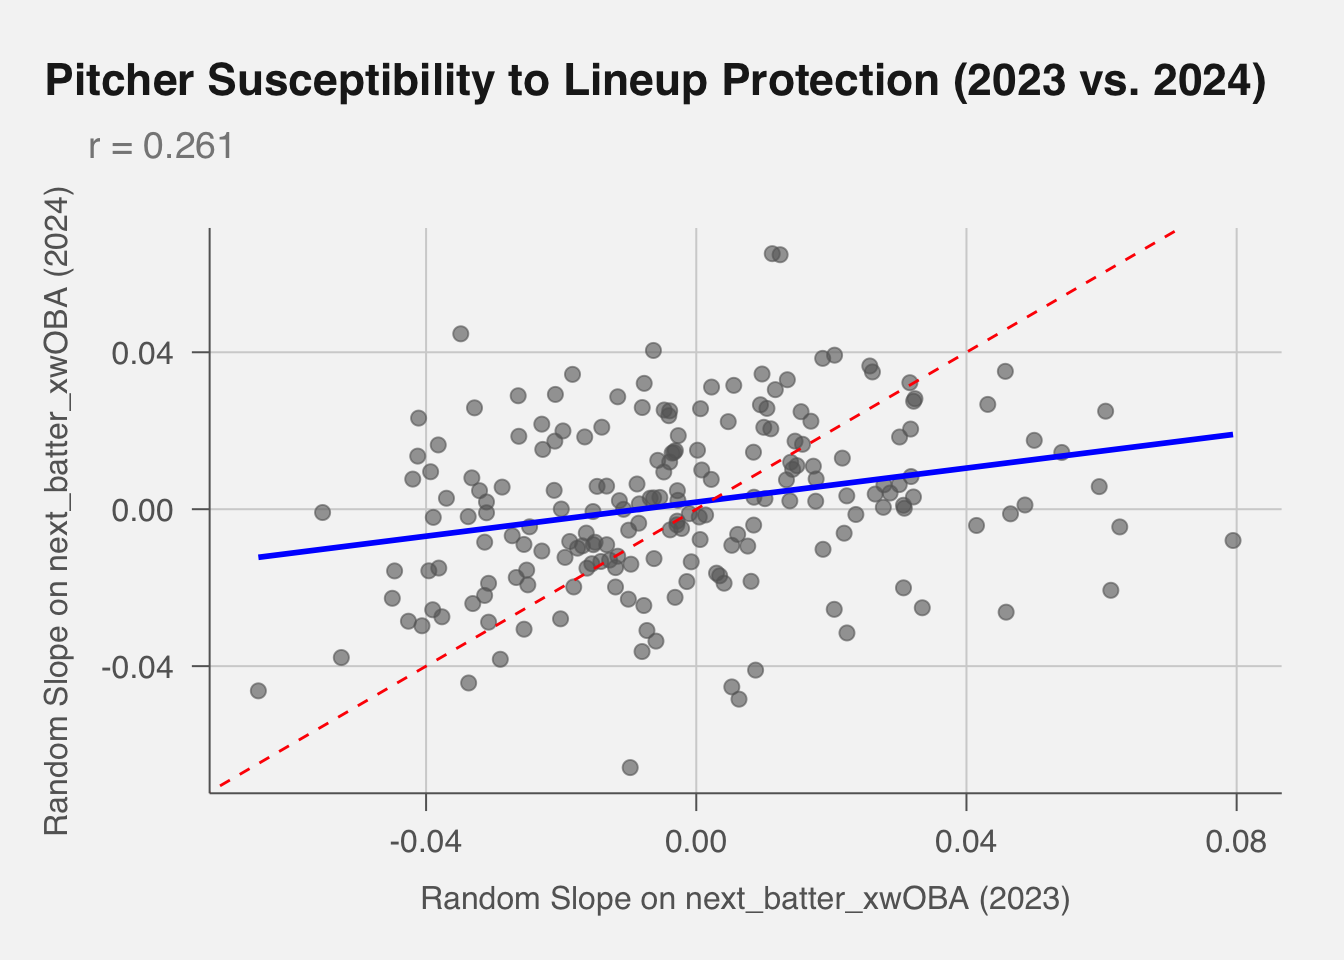 Pitcher Susceptibility to Lineup Protection (2023 vs. 2024)
r = 0.261
Random Slope on next_batter_xwOBA (2024)
0.04
0.00
-0.04
-0.04
0.00
0.04
0.08
Random Slope on next_batter_xwOBA (2023)